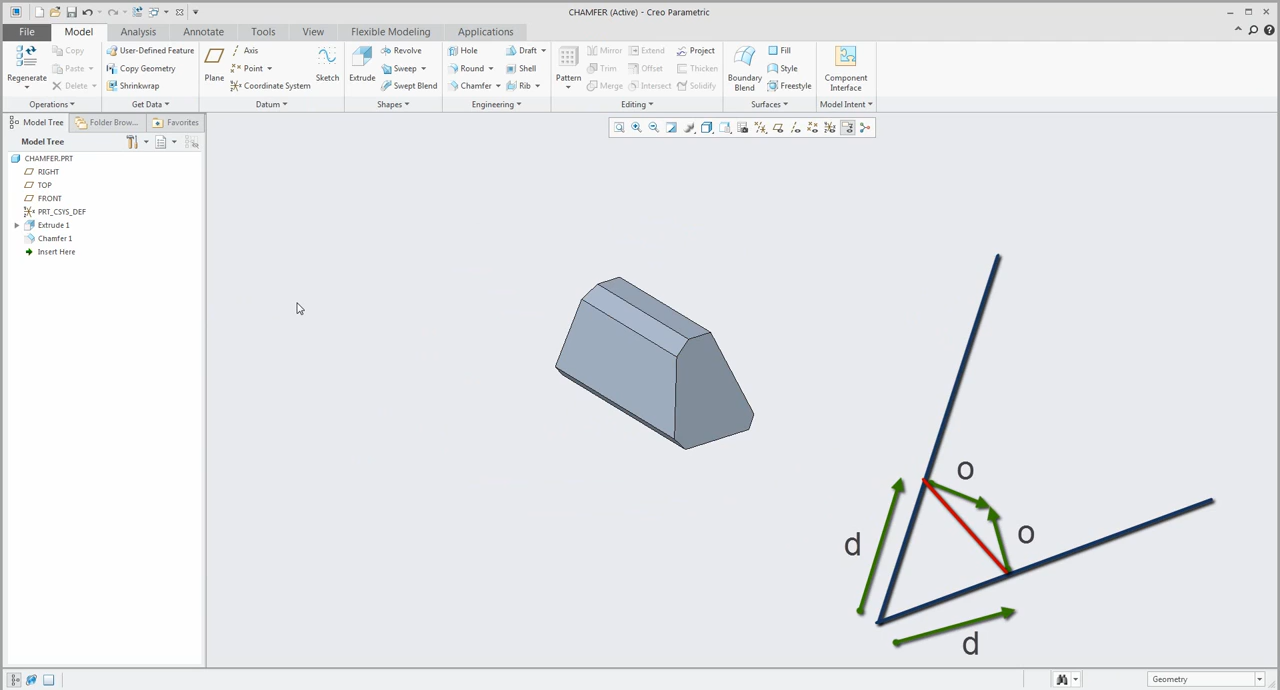 CHAMFER (Active) - Creo Parametric
File Model Analysis Annotate Tools View Flexible Modeling Applications
Regenerate
Copy
Paste
Delete
User-Defined Feature
Copy Geometry
Shrinkwrap
Plane
Axis
Point
Coordinate System
Sketch
Extrude
Revolve
Sweep
Swept Blend
Hole
Round
Chamfer
Draft
Shell
Rib
Pattern
Mirror
Extend
Project
Trim
Offset
Thicken
Merge
Intersect
Solidify
Boundary
Blend
Fill
Style
Freestyle
Component
Interface
Operations Get Data Datum Shapes Engineering Editing Surfaces Model Intent
Model Tree Folder Brow... Favorites
Model Tree
CHAMFER.PRT
RIGHT
TOP
FRONT
PRT_CSYS_DEF
Extrude 1
Chamfer 1
Insert Here
o
o
d
d
Geometry